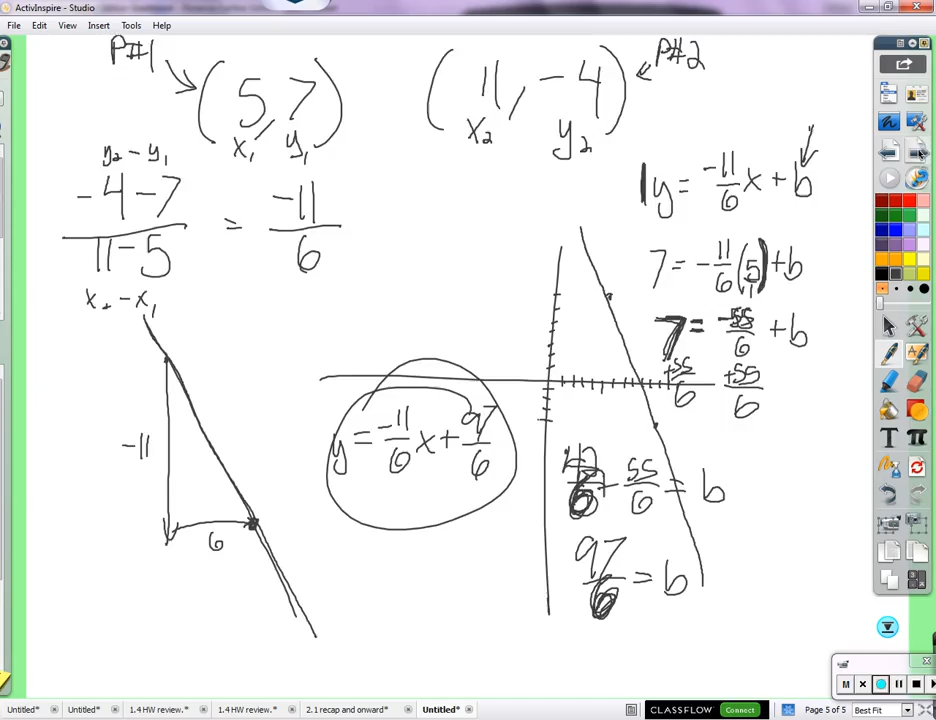 ActivInspire - Studio
File Edit View Insert Tools Help
P#1
(5, 7)
(11, -4)
P#2
x₁ y₁
x₂ y₂
y₂ - y₁
-4 - 7
11 - 5
=
-11
6
x₂ - x₁
y = -11/6 x + b
7 = -11/6 (5) + b
1
7 = -55/6 + b
+55/6 +55/6
-11
6
y = -11/6 x + 97/6
42/6 + 55/6 = b
97/6 = b
T π
M
Untitled* Untitled* 1.4 HW review.* 1.4 HW review.* 2.1 recap and onward* Untitled*
CLASSFLOW Connect Page 5 of 5 Best Fit